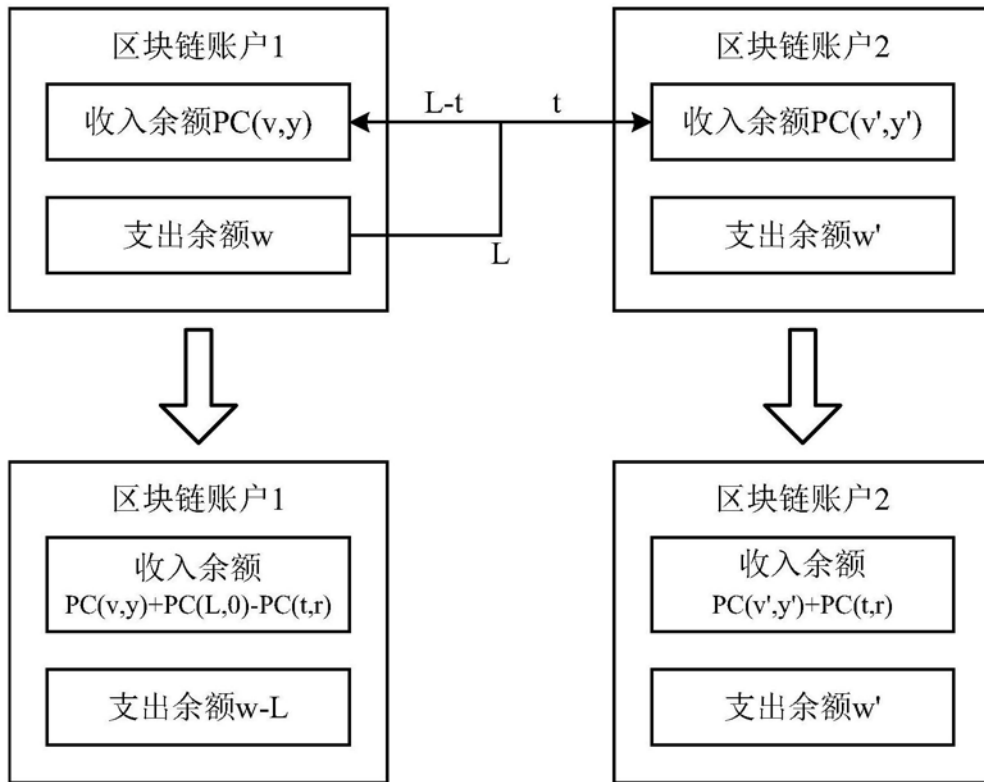 区块链账户1
收入余额PC(v,y)
支出余额w
L-t
t
L
区块链账户2
收入余额PC(v',y')
支出余额w'
区块链账户1
收入余额
PC(v,y)+PC(L,0)-PC(t,r)
支出余额w-L
区块链账户2
收入余额
PC(v',y')+PC(t,r)
支出余额w'